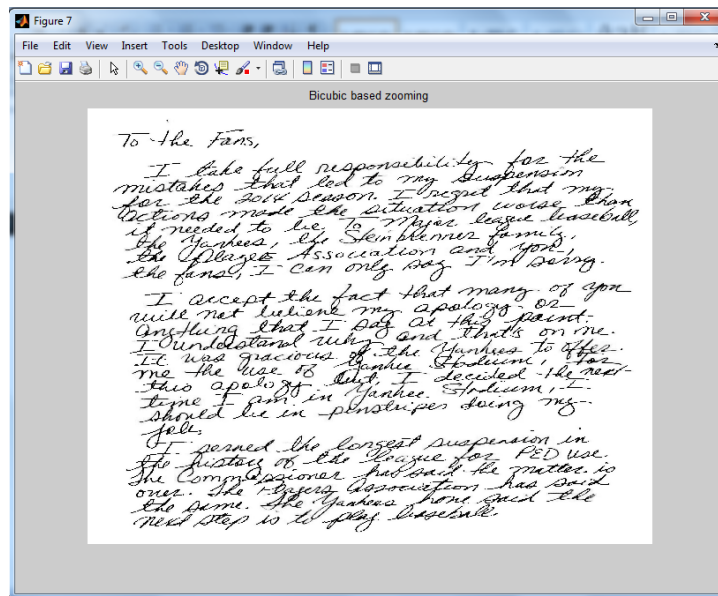 Figure 7
File Edit View Insert Tools Desktop Window Help
Bicubic based zooming
To the Fans,
I take full responsibility for the
mistakes that led to my suspension
for the 2014 season. I regret that my
actions made the situation worse than
it needed to be. To Major league baseball,
the Yankees, the Steinbrenner family,
the Players Association and you,
the fans, I can only say I'm sorry.
I accept the fact that many of you
will not believe my apology or
anything that I say at this point.
I understand why and that's on me.
It was gracious of the Yankees to offer
me the use of Yankee Stadium, for
this apology but, I decided the next
time I am in Yankee Stadium, I
should be in pinstripes doing my
job.
I served the longest suspension in
the history of the league for PED use.
The Commissioner has said the matter is
over. The Players Association has said
the same. The Yankees have said the
next step is to play baseball.